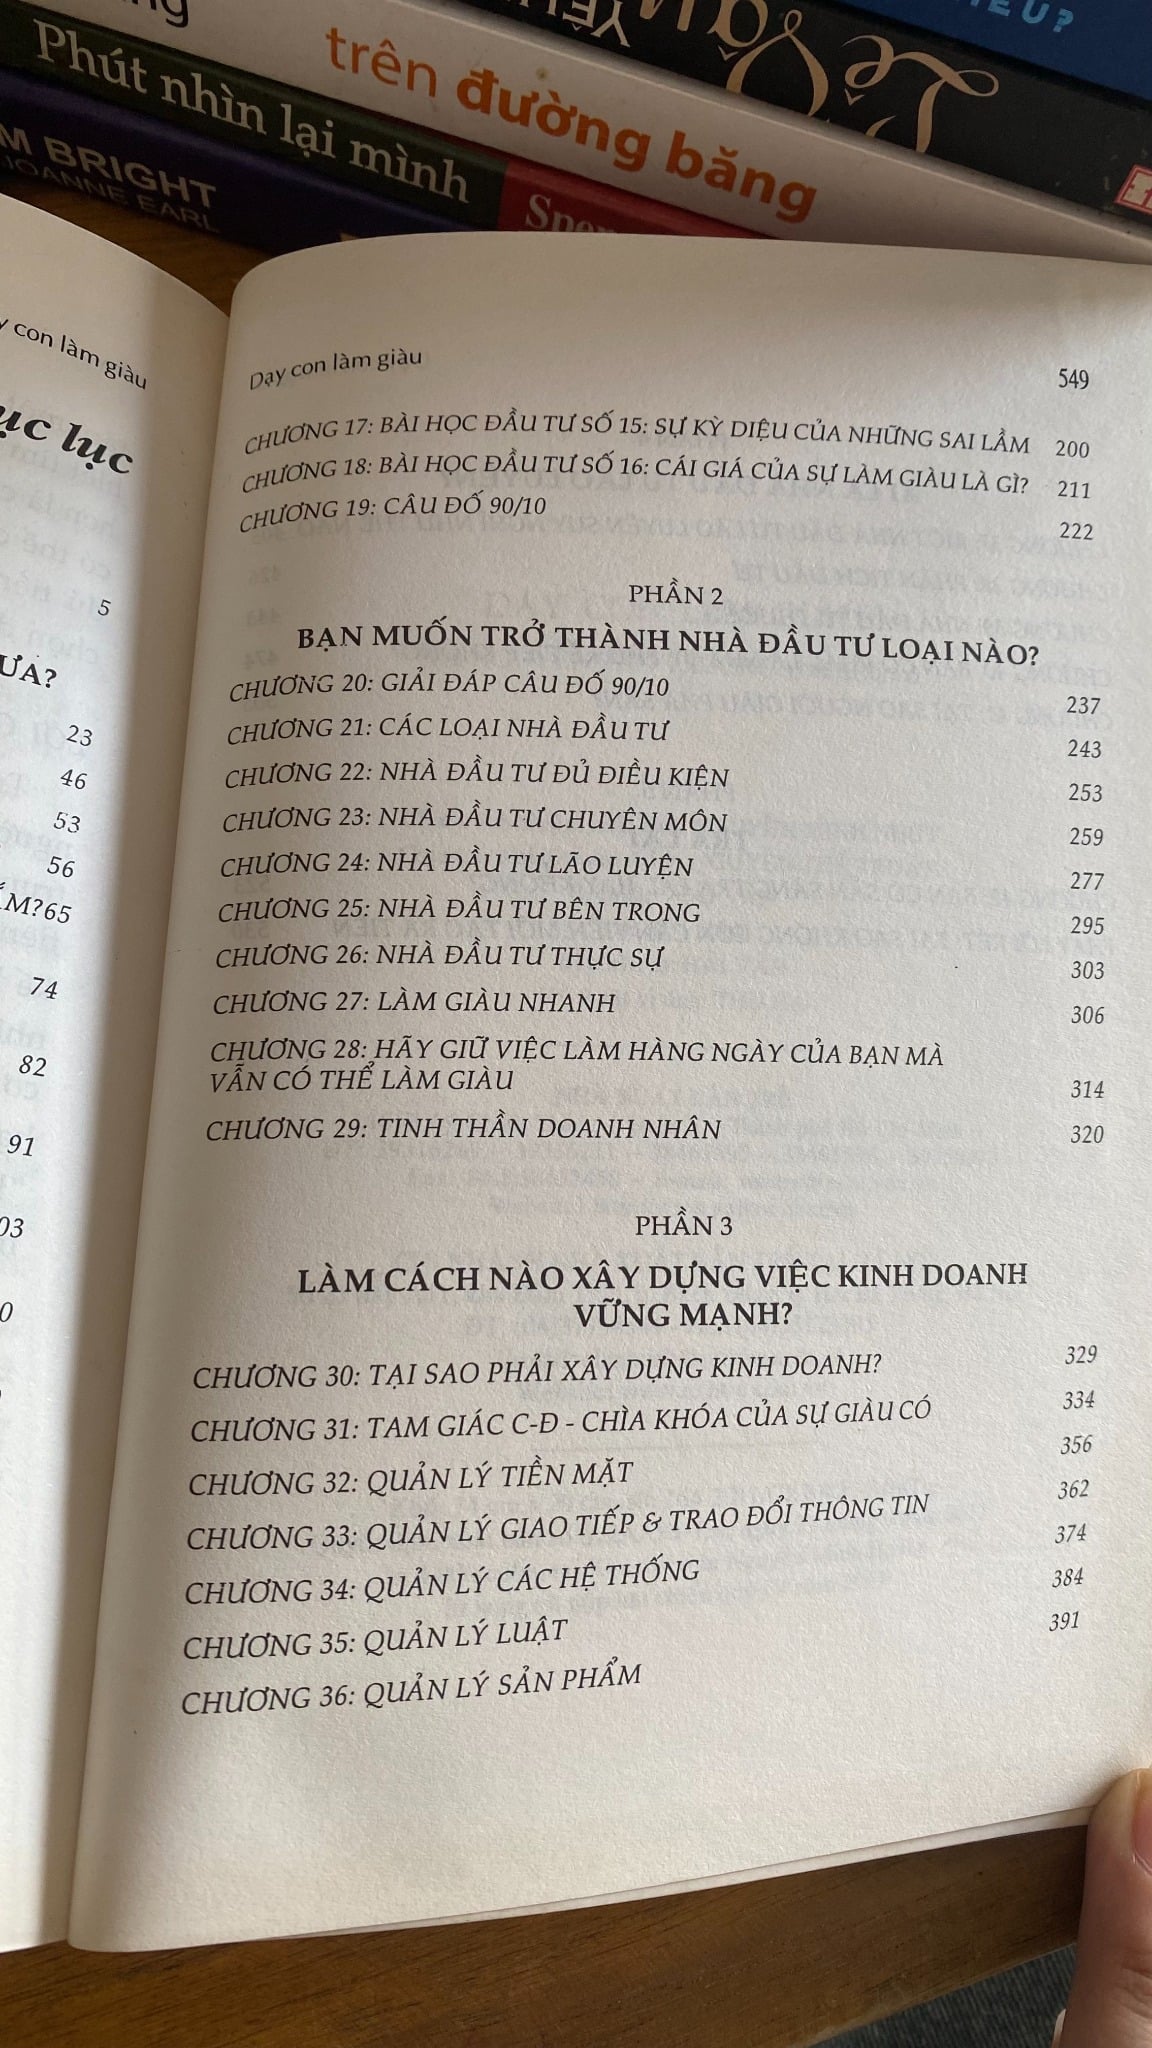 trên đường băng
Phút nhìn lại mình
BRIGHT
JOANNE EARL
con làm giàu
lục
5
23
46
53
56
65
74
82
91
Dạy con làm giàu
549
CHƯƠNG 17: BÀI HỌC ĐẦU TƯ SỐ 15: SỰ KỲ DIỆU CỦA NHỮNG SAI LẦM 200
CHƯƠNG 18: BÀI HỌC ĐẦU TƯ SỐ 16: CÁI GIÁ CỦA SỰ LÀM GIÀU LÀ GÌ? 211
CHƯƠNG 19: CÂU ĐỐ 90/10 222
PHẦN 2
BẠN MUỐN TRỞ THÀNH NHÀ ĐẦU TƯ LOẠI NÀO?
CHƯƠNG 20: GIẢI ĐÁP CÂU ĐỐ 90/10 237
CHƯƠNG 21: CÁC LOẠI NHÀ ĐẦU TƯ 243
CHƯƠNG 22: NHÀ ĐẦU TƯ ĐỦ ĐIỀU KIỆN 253
CHƯƠNG 23: NHÀ ĐẦU TƯ CHUYÊN MÔN 259
CHƯƠNG 24: NHÀ ĐẦU TƯ LÃO LUYỆN 277
CHƯƠNG 25: NHÀ ĐẦU TƯ BÊN TRONG 295
CHƯƠNG 26: NHÀ ĐẦU TƯ THỰC SỰ 303
CHƯƠNG 27: LÀM GIÀU NHANH 306
CHƯƠNG 28: HÃY GIỮ VIỆC LÀM HÀNG NGÀY CỦA BẠN MÀ
VẪN CÓ THỂ LÀM GIÀU 314
CHƯƠNG 29: TINH THẦN DOANH NHÂN 320
PHẦN 3
LÀM CÁCH NÀO XÂY DỰNG VIỆC KINH DOANH
VỮNG MẠNH?
CHƯƠNG 30: TẠI SAO PHẢI XÂY DỰNG KINH DOANH? 329
CHƯƠNG 31: TAM GIÁC C-Đ - CHÌA KHÓA CỦA SỰ GIÀU CÓ 334
CHƯƠNG 32: QUẢN LÝ TIỀN MẶT 356
CHƯƠNG 33: QUẢN LÝ GIAO TIẾP & TRAO ĐỔI THÔNG TIN 362
CHƯƠNG 34: QUẢN LÝ CÁC HỆ THỐNG 374
CHƯƠNG 35: QUẢN LÝ LUẬT 384
CHƯƠNG 36: QUẢN LÝ SẢN PHẨM 391